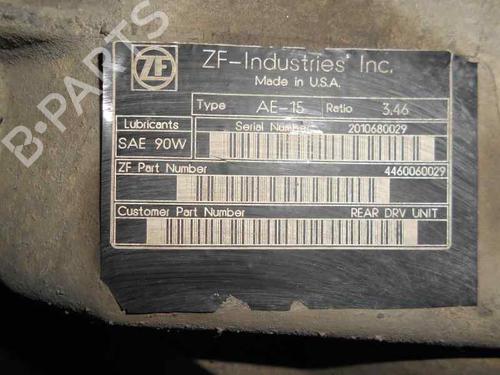 ZF
ZF-Industries Inc.
Made in U.S.A.
Type AE-15 Ratio 3.46
Lubricants Serial Number 2010680029
SAE 90W
ZF Part Number 4460060029
Customer Part Number REAR DRV UNIT
B-PARTS